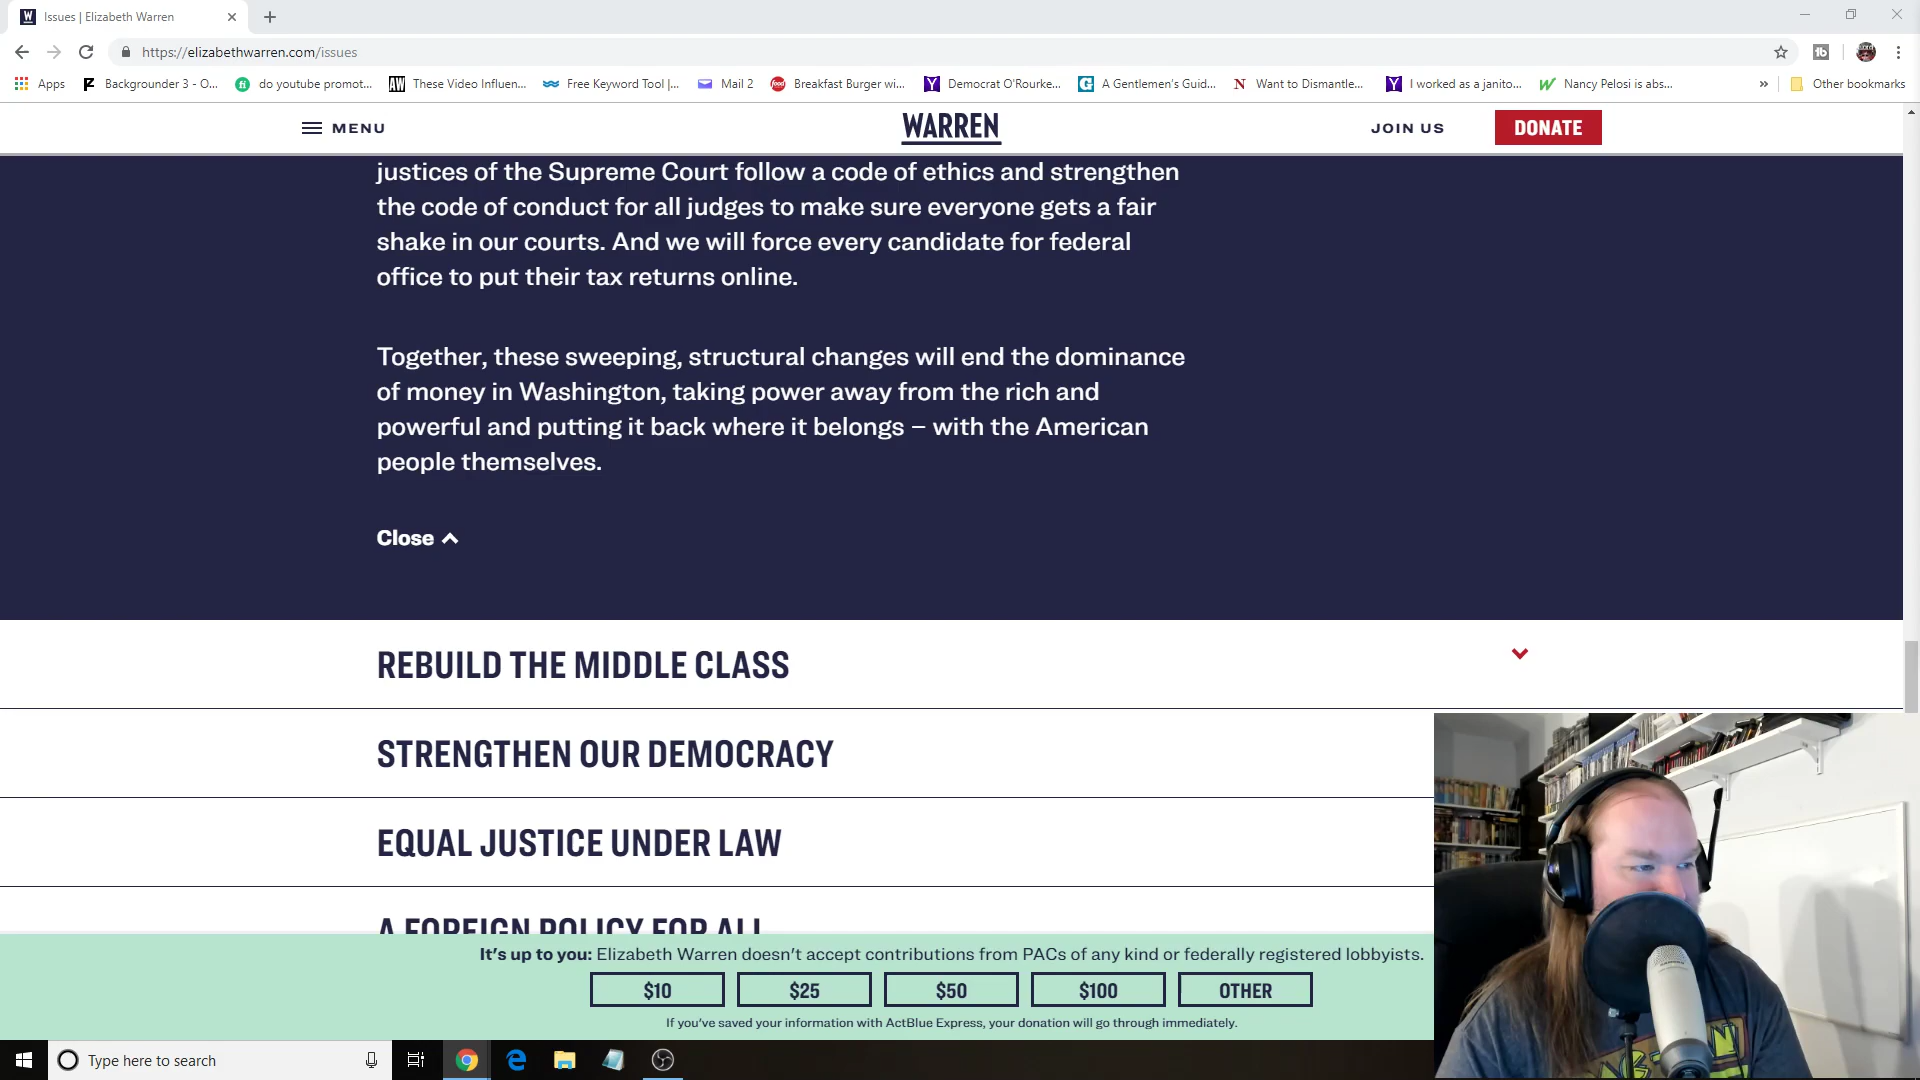 Issues | Elizabeth Warren
https://elizabethwarren.com/issues
Apps
Backgrounder 3 - O...
do youtube promot...
These Video Influen...
Free Keyword Tool |...
Mail 2
Breakfast Burger wi...
Democrat O'Rourke...
A Gentlemen's Guid...
Want to Dismantle...
I worked as a janito...
Nancy Pelosi is abs...
»
Other bookmarks
MENU
WARREN
JOIN US
DONATE
justices of the Supreme Court follow a code of ethics and strengthen
the code of conduct for all judges to make sure everyone gets a fair
shake in our courts. And we will force every candidate for federal
office to put their tax returns online.
Together, these sweeping, structural changes will end the dominance
of money in Washington, taking power away from the rich and
powerful and putting it back where it belongs – with the American
people themselves.
Close
REBUILD THE MIDDLE CLASS
STRENGTHEN OUR DEMOCRACY
EQUAL JUSTICE UNDER LAW
A FOREIGN POLICY FOR ALL
It's up to you: Elizabeth Warren doesn't accept contributions from PACs of any kind or federally registered lobbyists.
$10
$25
$50
$100
OTHER
If you've saved your information with ActBlue Express, your donation will go through immediately.
Type here to search